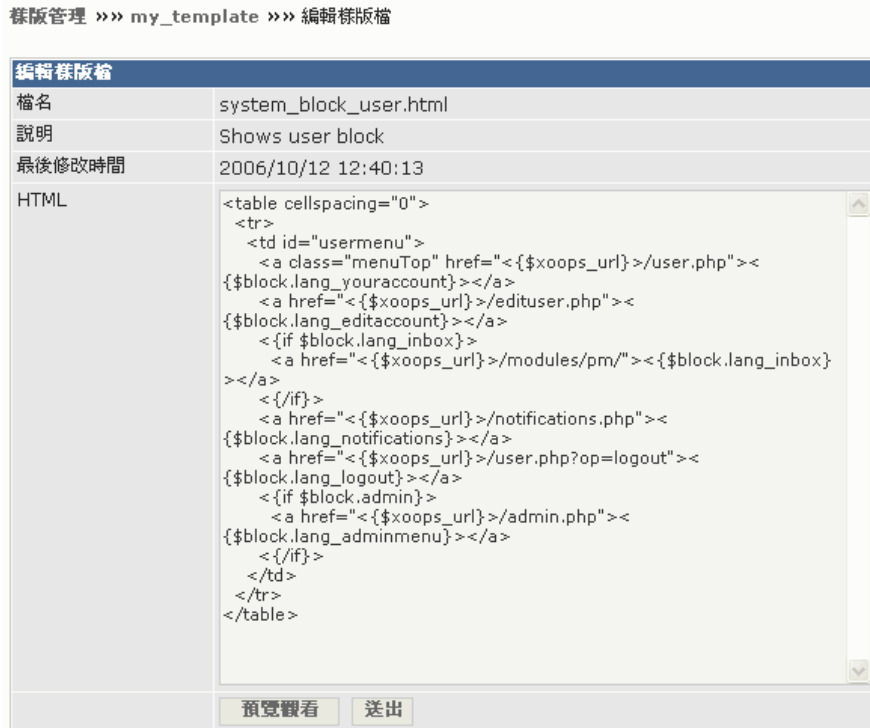 樣版管理 »»» my_template »»» 編輯樣版檔
編輯樣版檔
檔名 system_block_user.html
說明 Shows user block
最後修改時間 2006/10/12 12:40:13
HTML
<table cellspacing="0">
<tr>
<td id="usermenu">
<a class="menuTop" href="<{$xoops_url}>/user.php"><
{$block.lang_youraccount}></a>
<a href="<{$xoops_url}>/edituser.php"><
{$block.lang_editaccount}></a>
<{if $block.lang_inbox}>
<a href="<{$xoops_url}>/modules/pm/"><{$block.lang_inbox}
></a>
<{/if}>
<a href="<{$xoops_url}>/notifications.php"><
{$block.lang_notifications}></a>
<a href="<{$xoops_url}>/user.php?op=logout"><
{$block.lang_logout}></a>
<{if $block.admin}>
<a href="<{$xoops_url}>/admin.php"><
{$block.lang_adminmenu}></a>
<{/if}>
</td>
</tr>
</table>
預覽觀看 送出